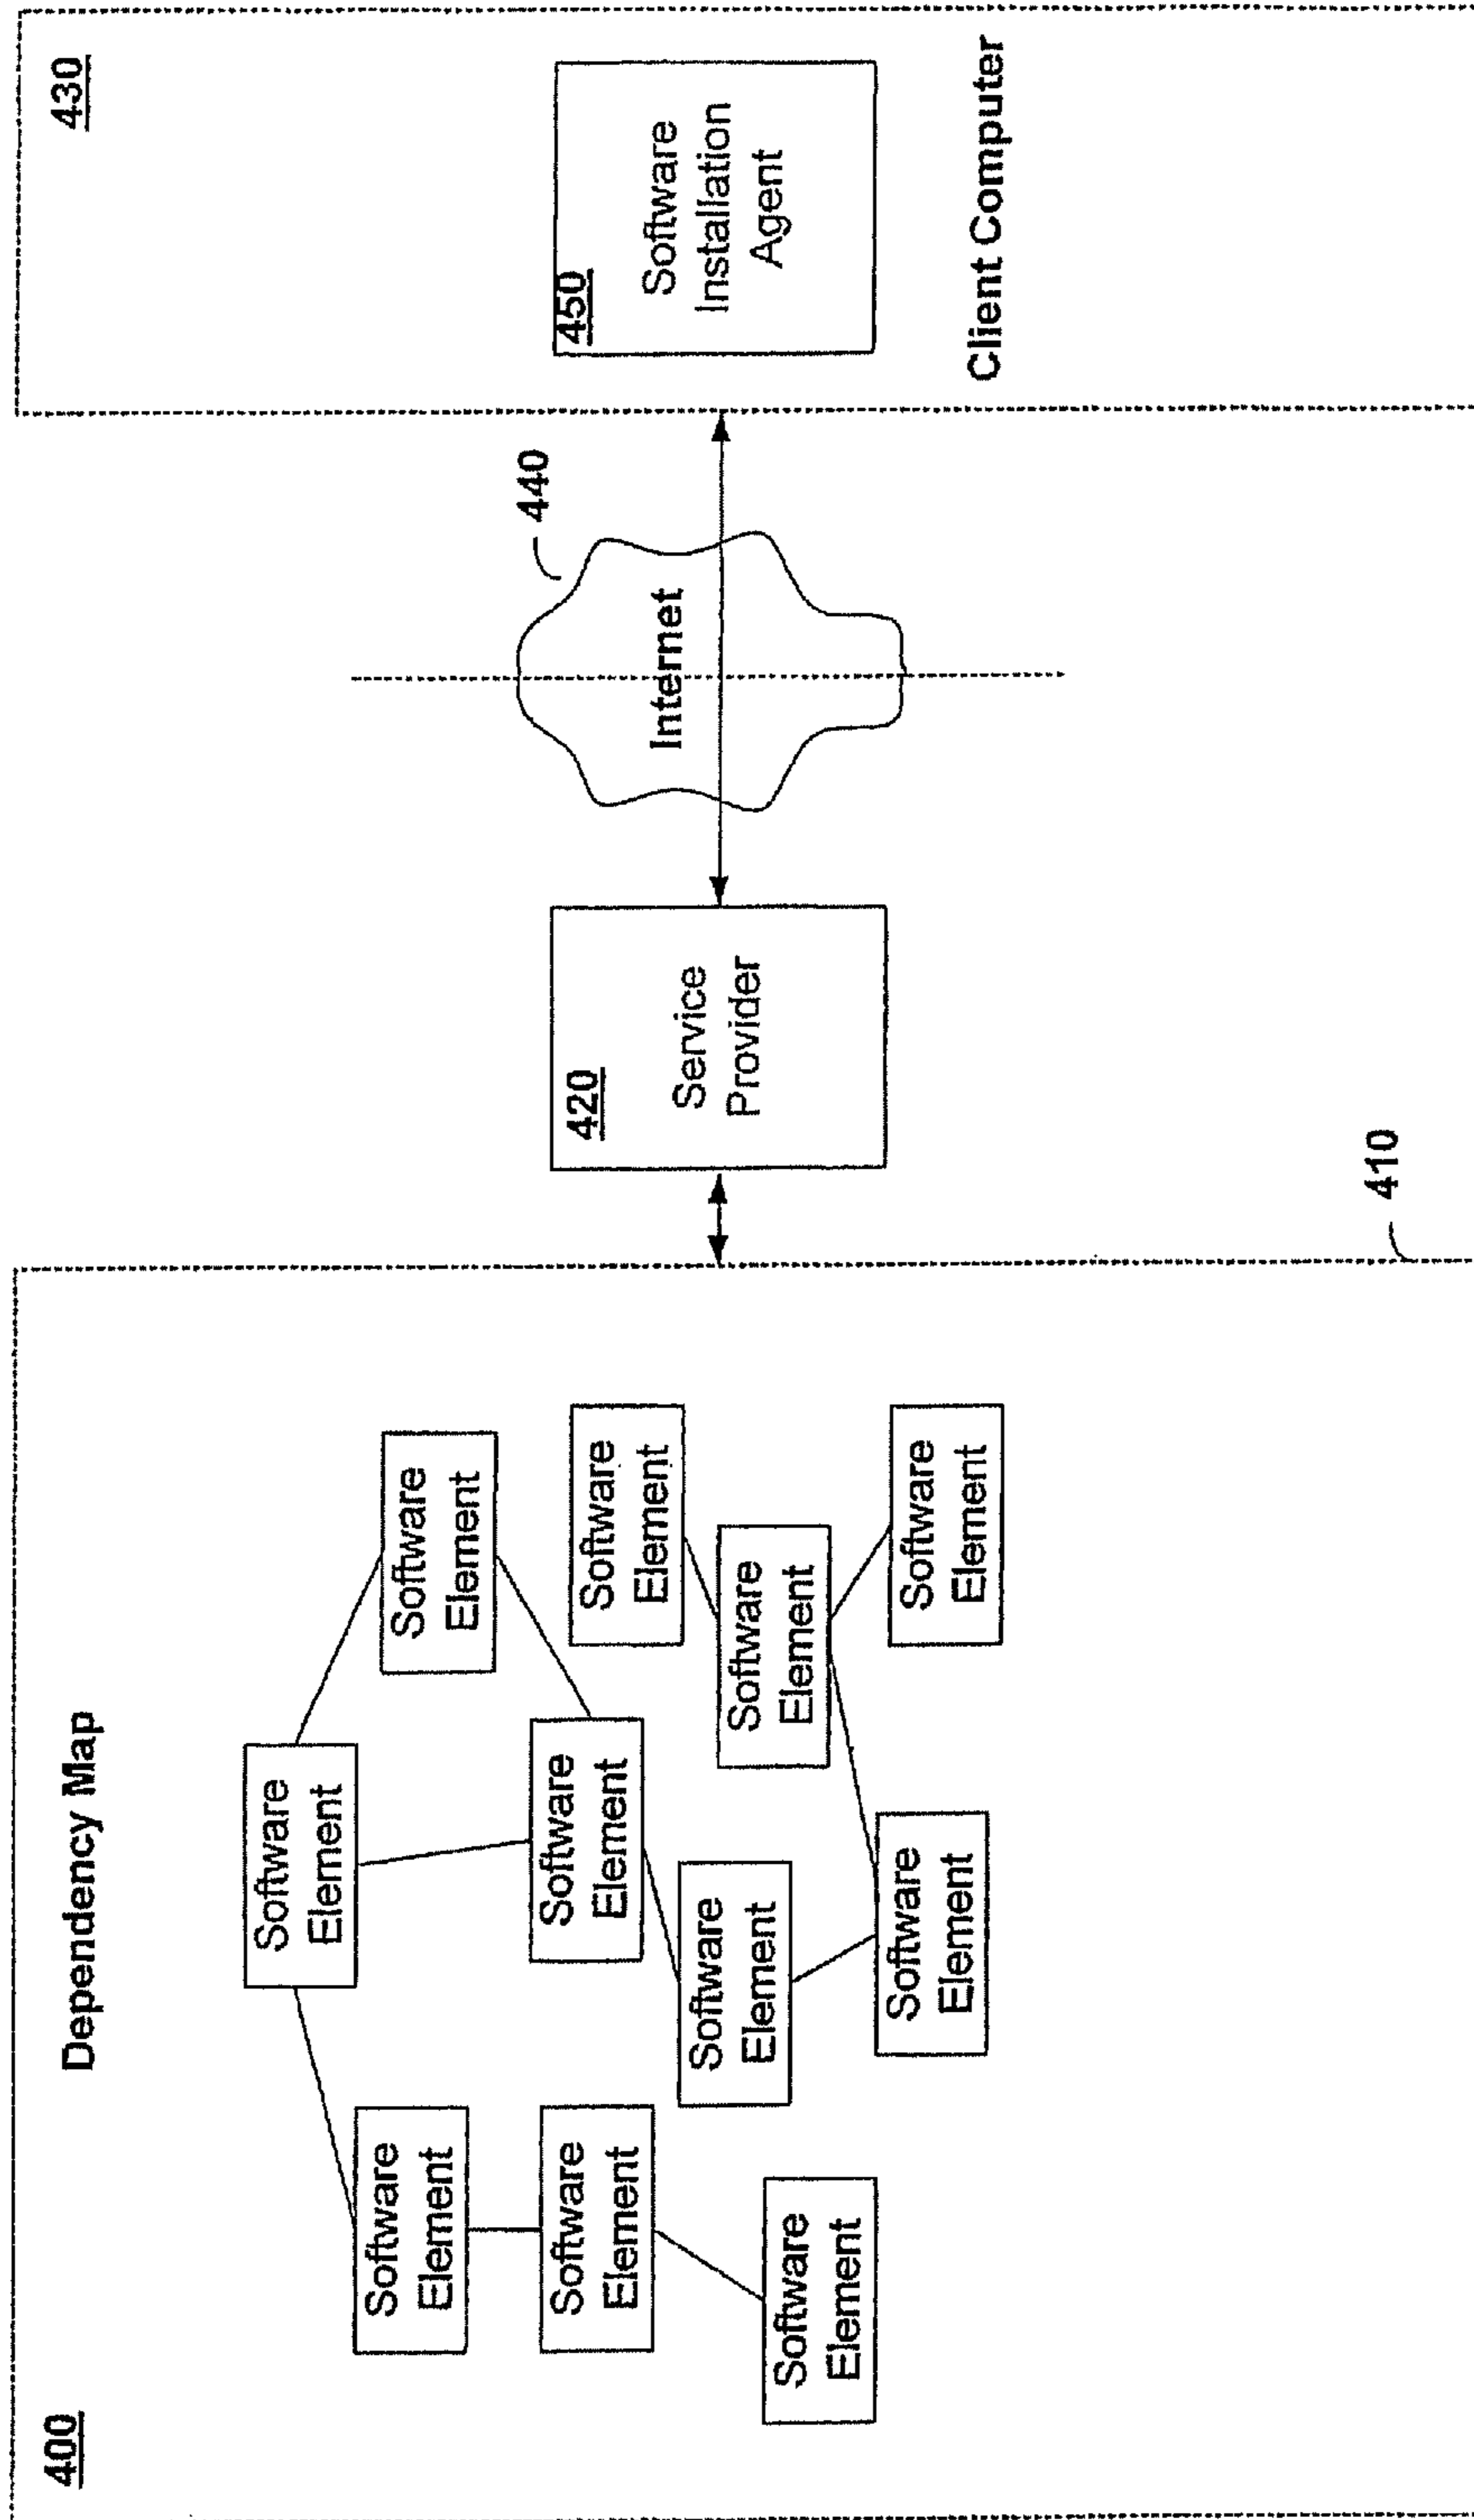 400
Dependency Map
Software
Element
Software
Element
Software
Element
Software
Element
Software
Element
Software
Element
Software
Element
Software
Element
Software
Element
Software
Element
Software
Element
410
420
Service
Provider
440
Internet
430
450
Software
Installation
Agent
Client Computer